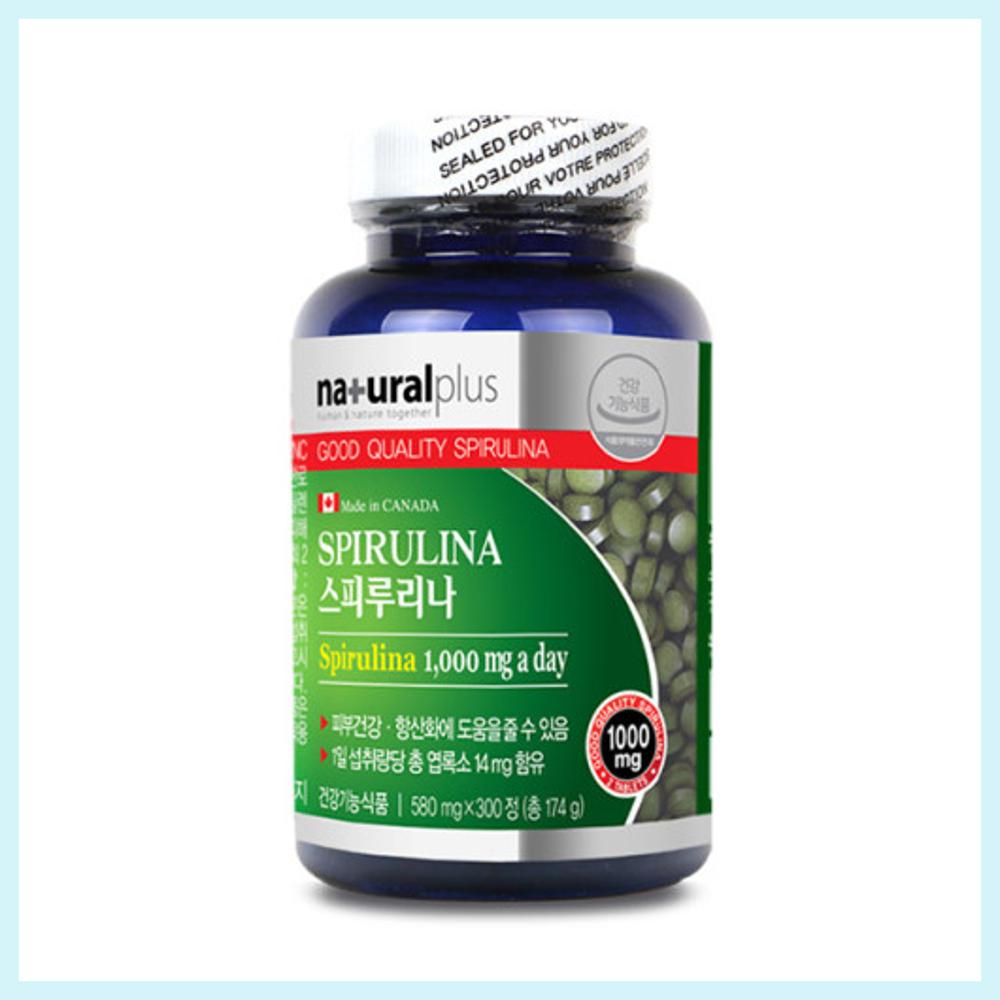 SEALED FOR YO
natural plus
human & nature together
건강
기능식품
GOOD QUALITY SPIRULINA
Made in CANADA
SPIRULINA
스피루리나
Spirulina 1,000 mg a day
피부건강 · 항산화에 도움을 줄 수 있음
1일 섭취량당 총 엽록소 14 mg 함유
건강기능식품 | 580 mg×300 정 (총 174 g)
GOOD QUALITY SPIRULINA
1000
mg
2 TABLETS